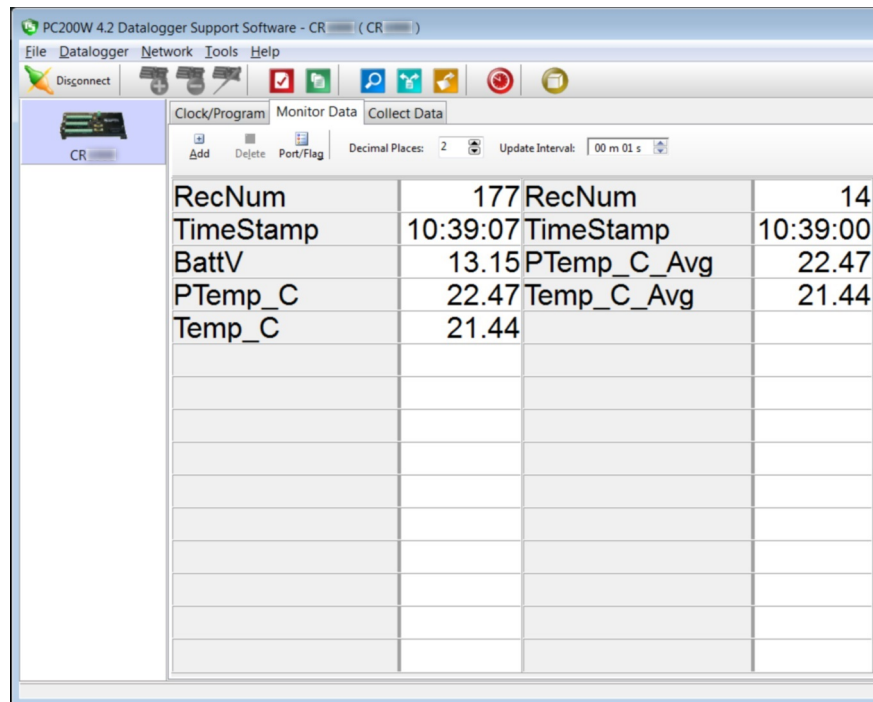 PC200W 4.2 Datalogger Support Software - CR ( CR )
File Datalogger Network Tools Help
Disconnect
CR
Clock/Program Monitor Data Collect Data
Add Delete Port/Flag Decimal Places: 2 Update Interval: 00 m 01 s
RecNum 177 RecNum 14
TimeStamp 10:39:07 TimeStamp 10:39:00
BattV 13.15 PTemp_C_Avg 22.47
PTemp_C 22.47 Temp_C_Avg 21.44
Temp_C 21.44